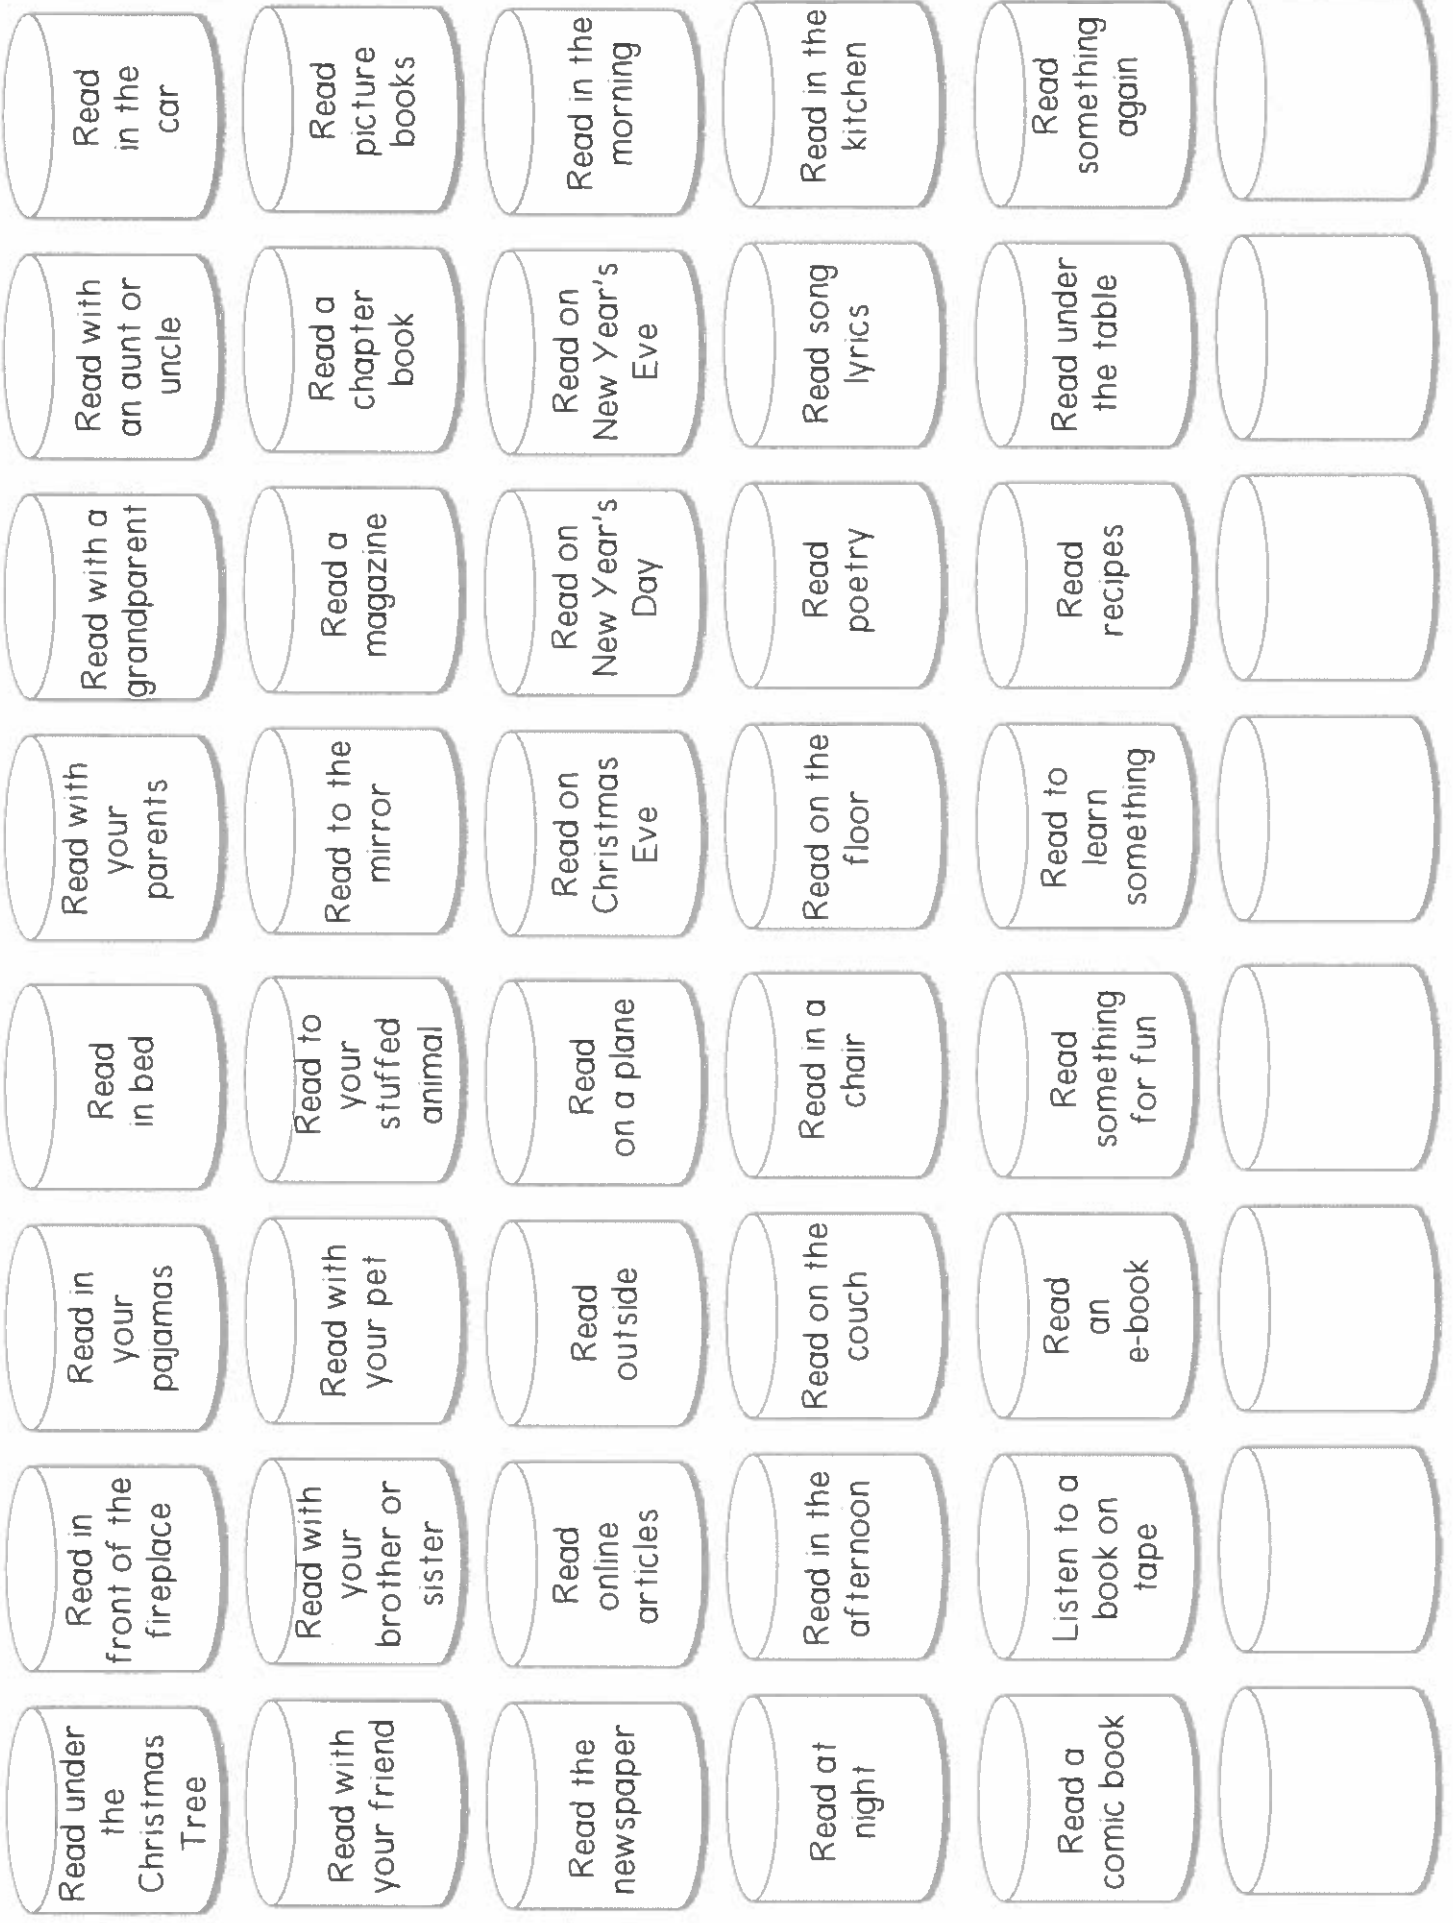 Read under
the
Christmas
Tree
Read in
front of the
fireplace
Read in
your
pajamas
Read
in bed
Read with
your
parents
Read with a
grandparent
Read with
an aunt or
uncle
Read
in the
car
Read with
your friend
Read with
your
brother or
sister
Read with
your pet
Read to
your
stuffed
animal
Read to the
mirror
Read a
magazine
Read a
chapter
book
Read
picture
books
Read the
newspaper
Read
online
articles
Read
outside
Read
on a plane
Read on
Christmas
Eve
Read on
New Year's
Day
Read on
New Year's
Eve
Read in the
morning
Read at
night
Read in the
afternoon
Read on the
couch
Read in a
chair
Read on the
floor
Read
poetry
Read song
lyrics
Read in the
kitchen
Read a
comic book
Listen to a
book on
tape
Read
an
e-book
Read
something
for fun
Read to
learn
something
Read
recipes
Read under
the table
Read
something
again